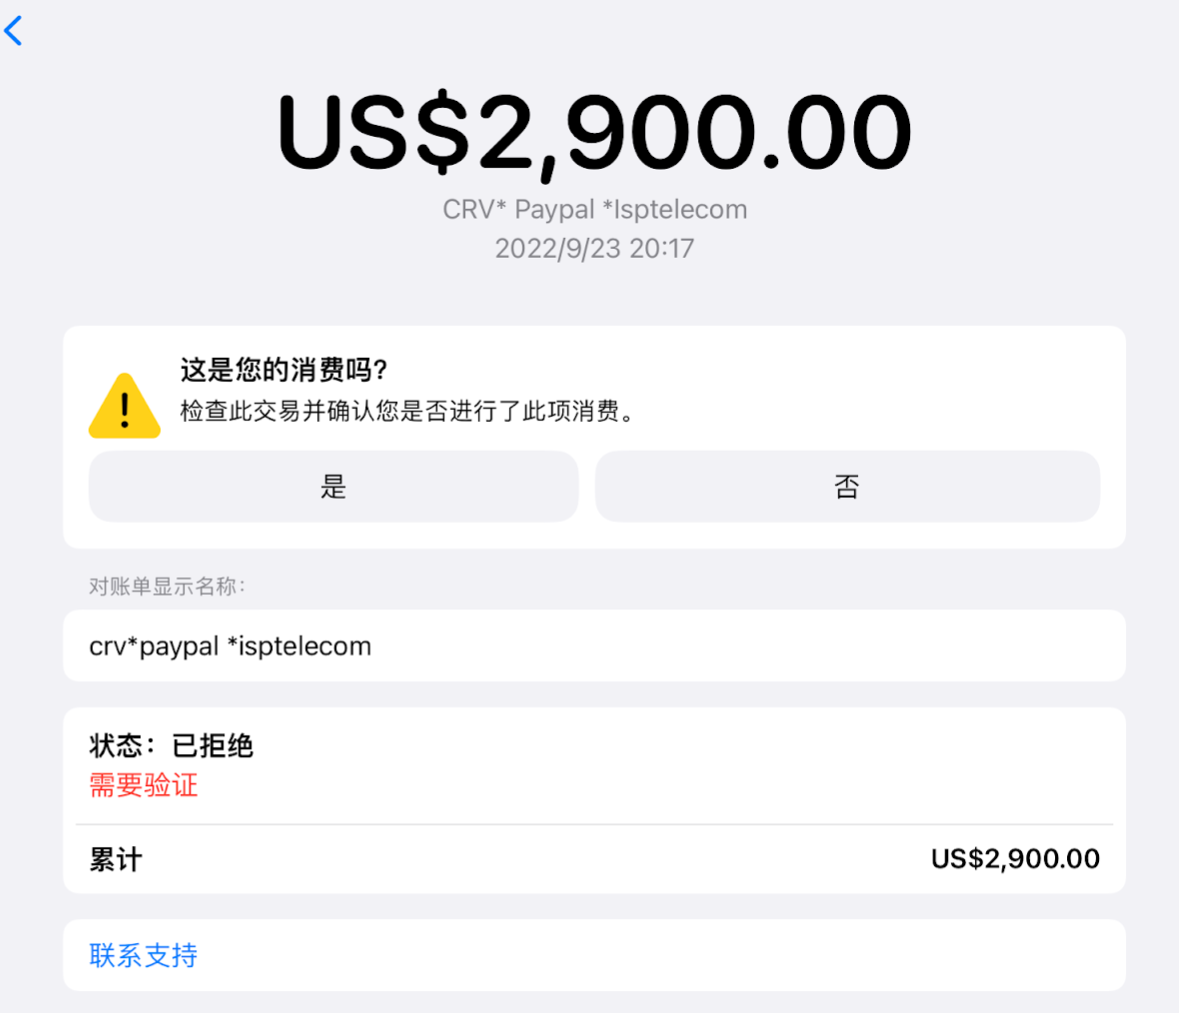 US$2,900.00
CRV* Paypal *Isptelecom
2022/9/23 20:17
这是您的消费吗?
检查此交易并确认您是否进行了此项消费。
是
否
对账单显示名称:
crv*paypal *isptelecom
状态：已拒绝
需要验证
累计
US$2,900.00
联系支持